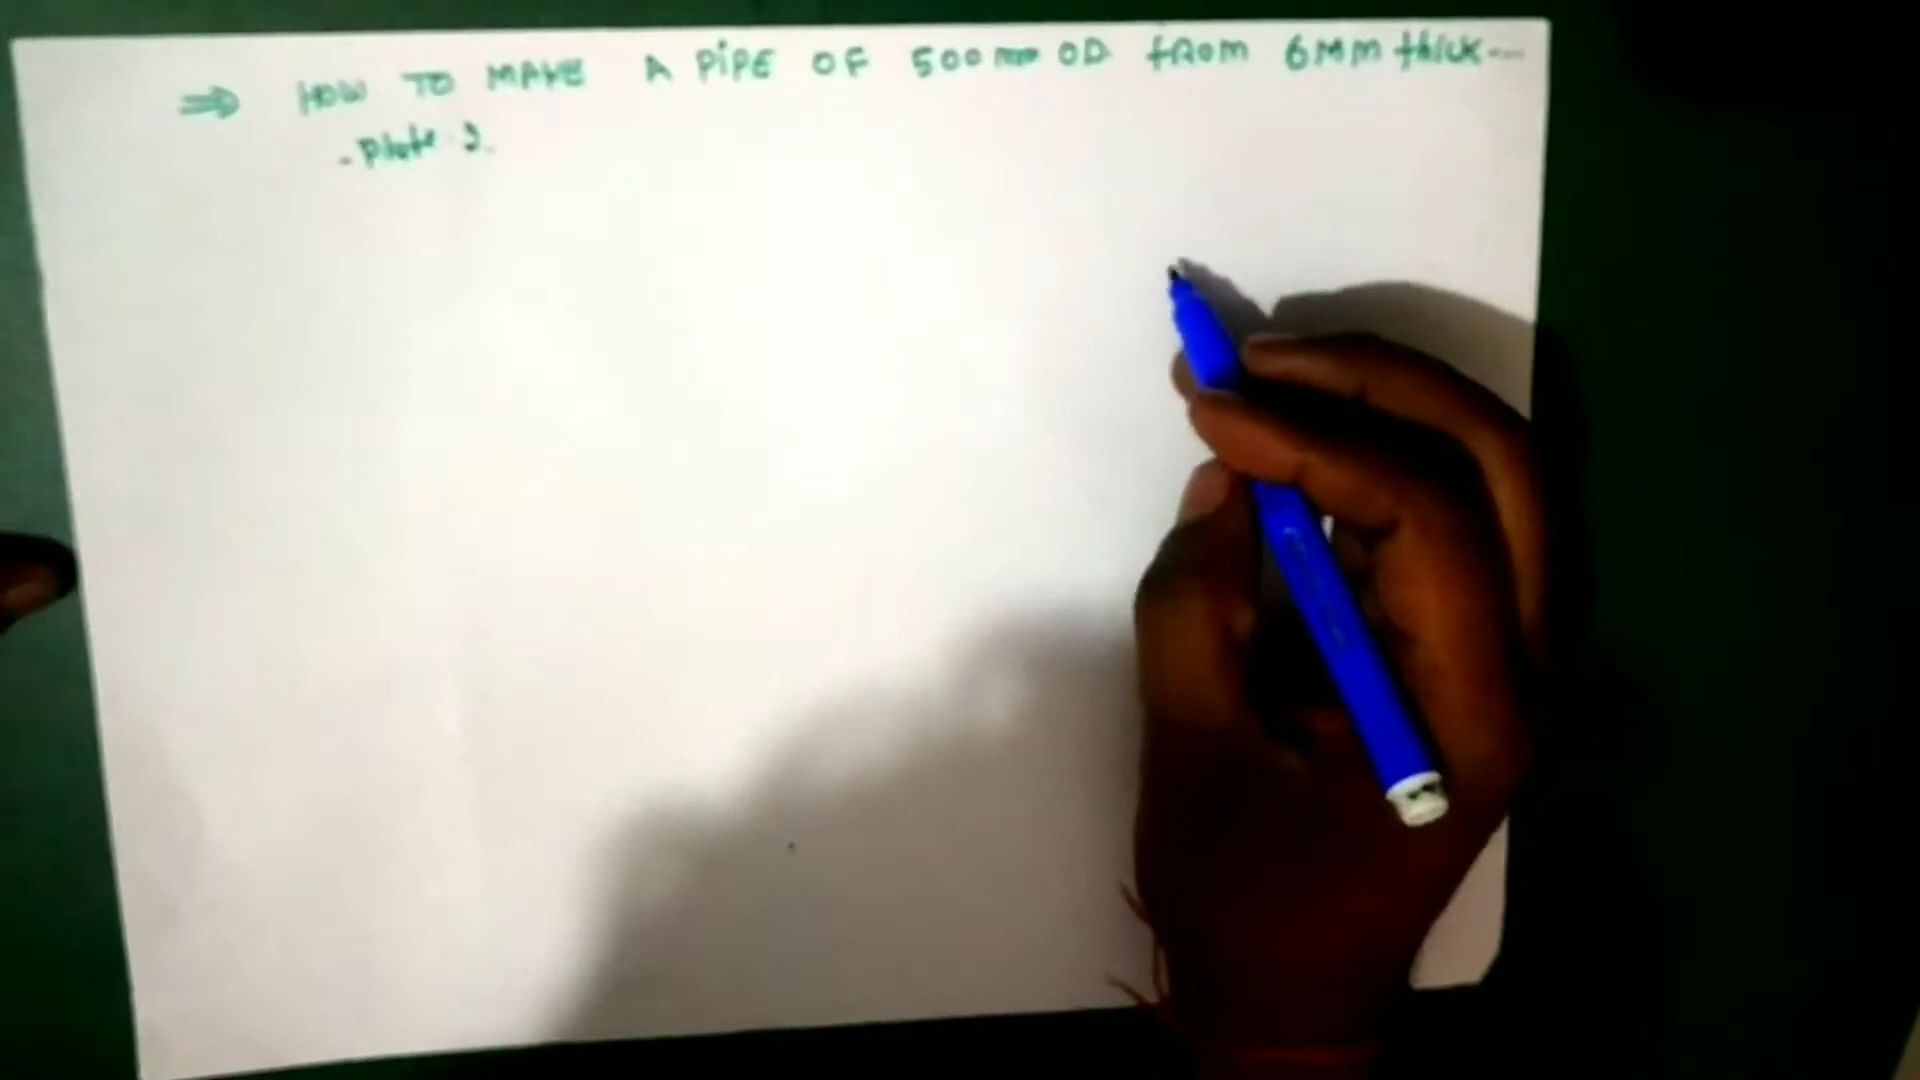 ⇒ HOW TO MAKE A PiPE OF 500mm OD fROM 6MM thick---
- Plate ?.